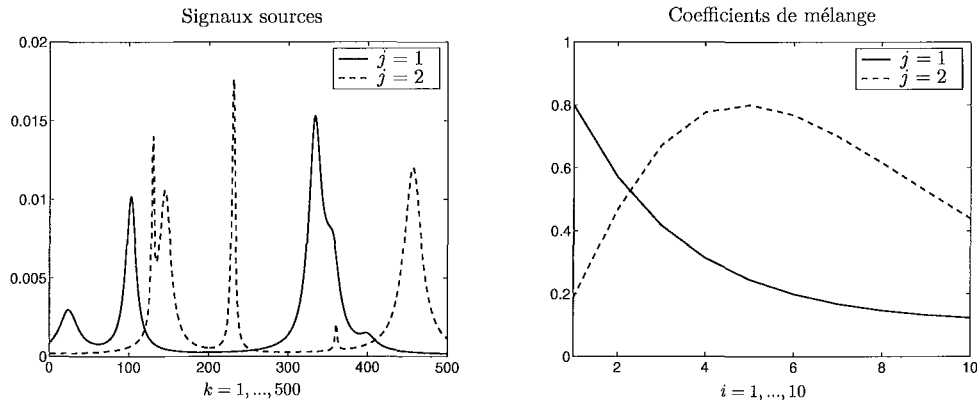 Signaux sources
0.02
0.015
0.01
0.005
0
0
100
200
300
400
500
j = 1
j = 2
k = 1, ..., 500
Coefficients de mélange
1
0.8
0.6
0.4
0.2
0
2
4
6
8
10
j = 1
j = 2
i = 1, ..., 10